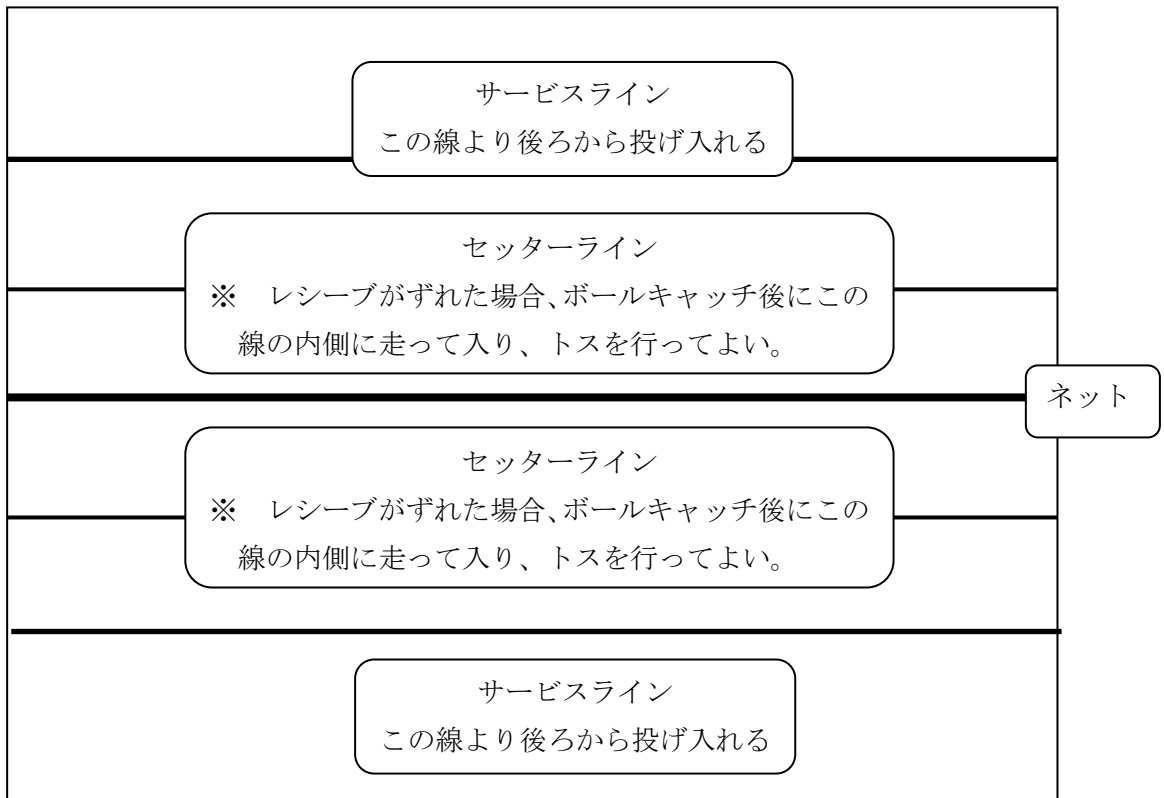 サービスライン
この線より後ろから投げ入れる
セッターライン
※　レシーブがずれた場合、ボールキャッチ後にこの
線の内側に走って入り、トスを行ってよい。
ネット
セッターライン
※　レシーブがずれた場合、ボールキャッチ後にこの
線の内側に走って入り、トスを行ってよい。
サービスライン
この線より後ろから投げ入れる